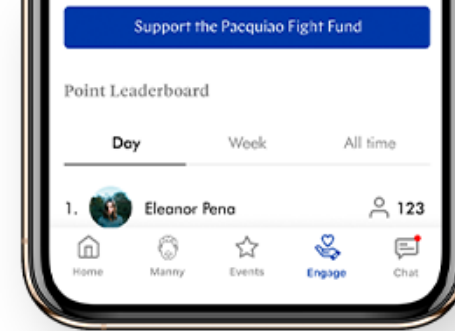 Support the Pacquiao Fight Fund
Point Leaderboard
Day Week All time
1. Eleanor Pena 123
Home Manny Events Engage Chat